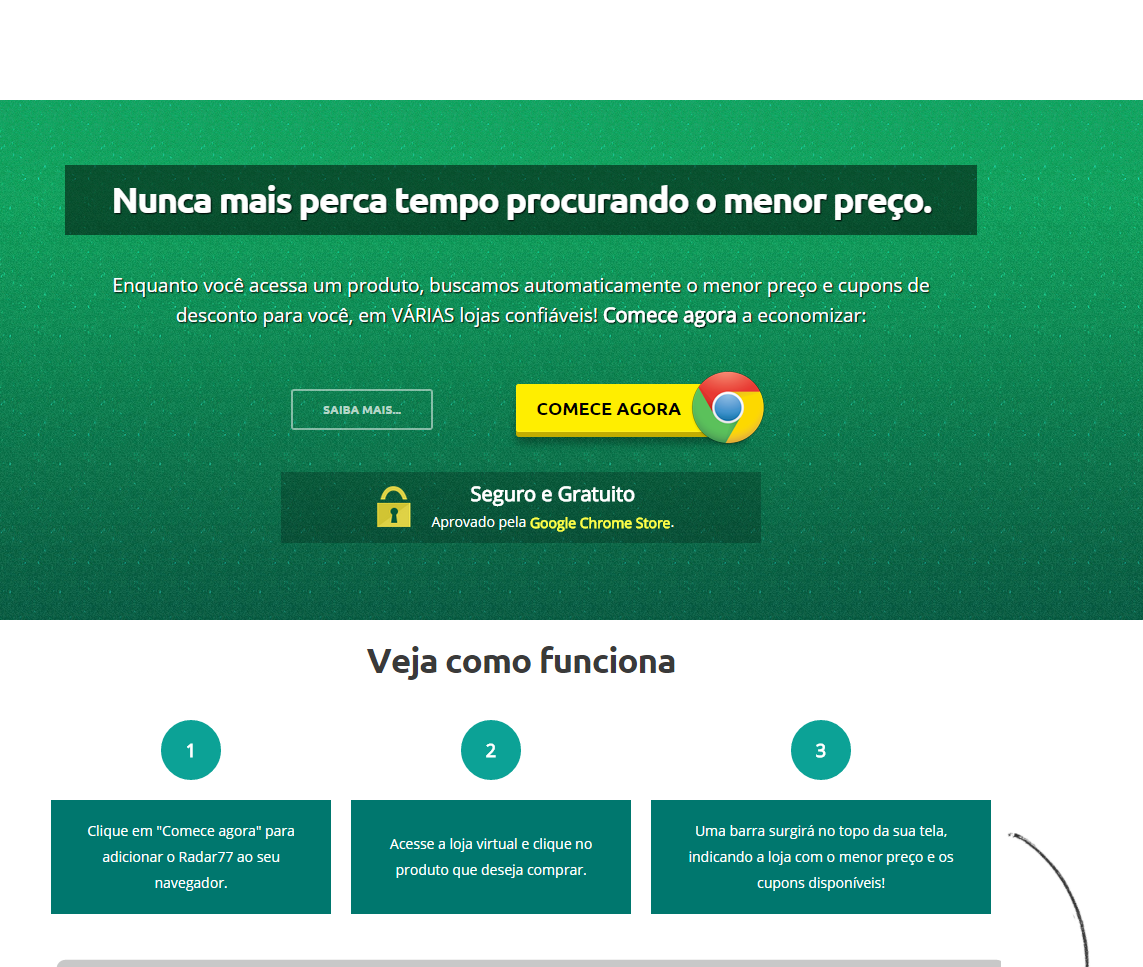 Nunca mais perca tempo procurando o menor preço.
Enquanto você acessa um produto, buscamos automaticamente o menor preço e cupons de
desconto para você, em VÁRIAS lojas confiáveis! Comece agora a economizar:
SAIBA MAIS...
COMECE AGORA
Seguro e Gratuito
Aprovado pela Google Chrome Store.
Veja como funciona
1
2
3
Clique em "Comece agora" para
adicionar o Radar77 ao seu
navegador.
Acesse a loja virtual e clique no
produto que deseja comprar.
Uma barra surgirá no topo da sua tela,
indicando a loja com o menor preço e os
cupons disponíveis!